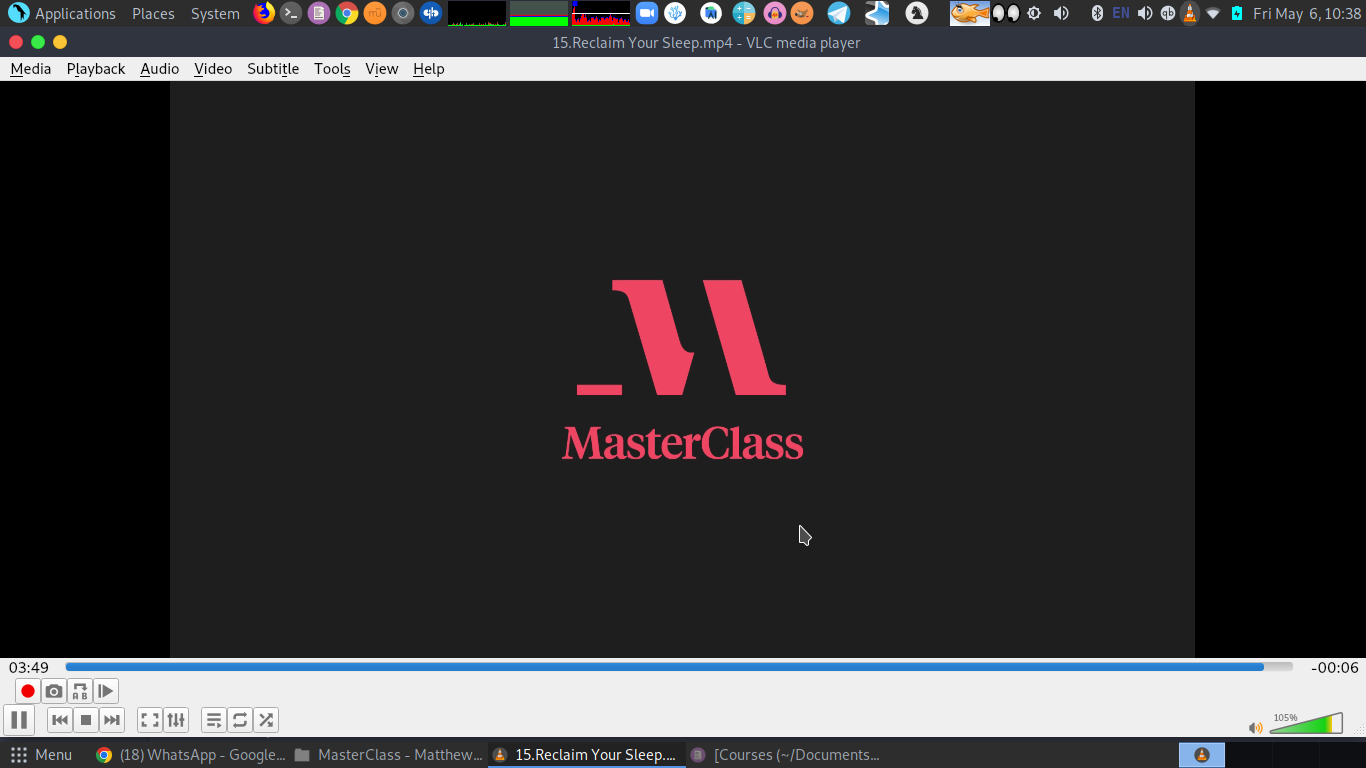 Applications Places System EN Fri May 6, 10:38
15.Reclaim Your Sleep.mp4 - VLC media player
Media Playback Audio Video Subtitle Tools View Help
MasterClass
03:49 -00:06
A B
105%
Menu (18) WhatsApp - Google... MasterClass - Matthew... 15.Reclaim Your Sleep.... [Courses (~/Documents...